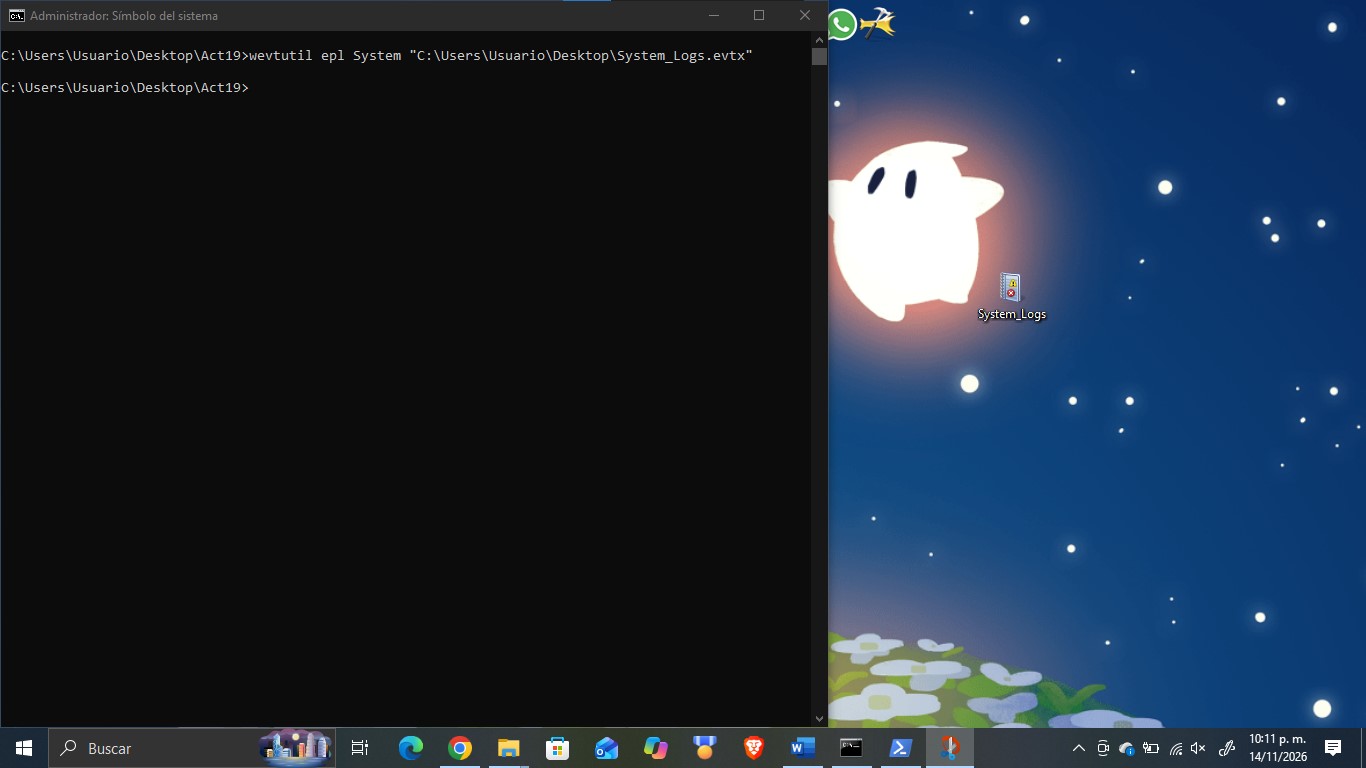 Administrador: Símbolo del sistema
C:\Users\Usuario\Desktop\Act19>wevtutil epl System "C:\Users\Usuario\Desktop\System_Logs.evtx"
C:\Users\Usuario\Desktop\Act19>
System_Logs
Buscar
10:11 p. m.
14/11/2026